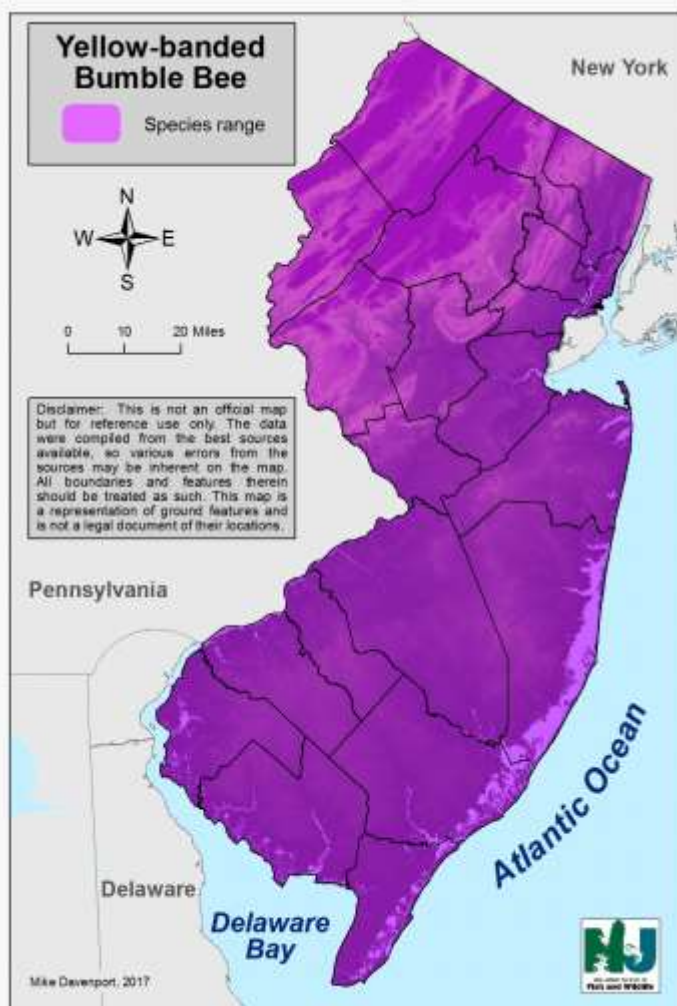 Yellow-banded
Bumble Bee
Species range
New York
N
W
E
S
0
10
20 Miles
Disclaimer: This is not an official map
but for reference use only. The data
were compiled from the best sources
available, so various errors from the
sources may be inherent on the map.
All boundaries and features therein
should be treated as such. This map is
a representation of ground features and
is not a legal document of their locations.
Pennsylvania
Atlantic Ocean
Delaware
Delaware
Bay
Mike Davenport, 2017
NJ
Fish and Wildlife